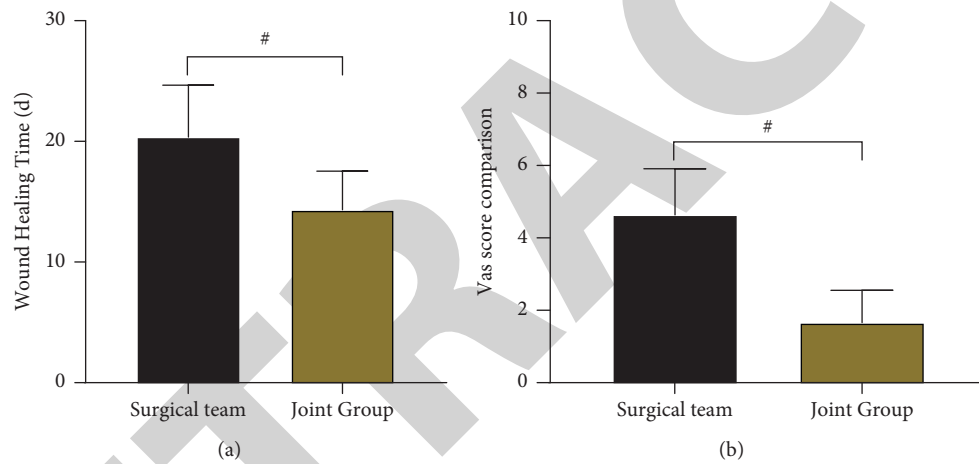 30
20
10
0
Wound Healing Time (d)
#
Surgical team
Joint Group
(a)
10
8
6
4
2
0
Vas score comparison
#
Surgical team
Joint Group
(b)
TRAC